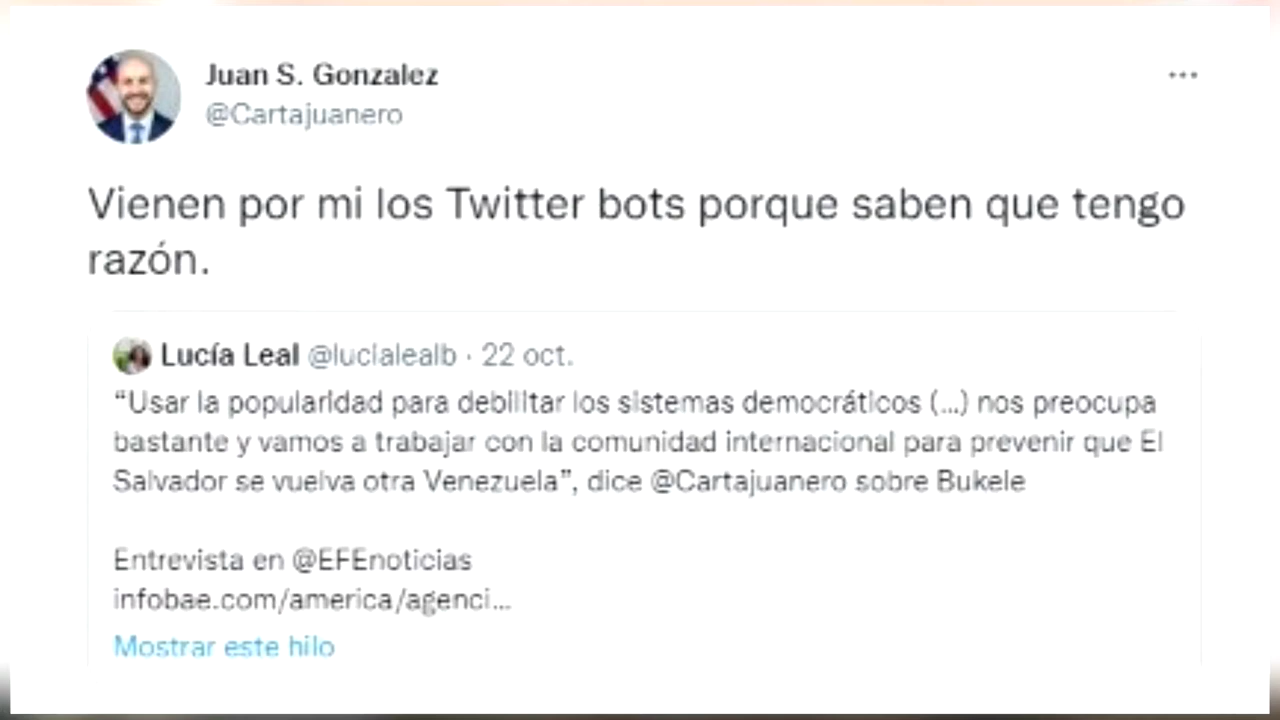 Juan S. Gonzalez
@Cartajuanero
Vienen por mi los Twitter bots porque saben que tengo
razón.
Lucía Leal @lucialealb · 22 oct.
“Usar la popularidad para debilitar los sistemas democráticos (...) nos preocupa
bastante y vamos a trabajar con la comunidad internacional para prevenir que El
Salvador se vuelva otra Venezuela”, dice @Cartajuanero sobre Bukele
Entrevista en @EFEnoticias
infobae.com/america/agenci...
Mostrar este hilo